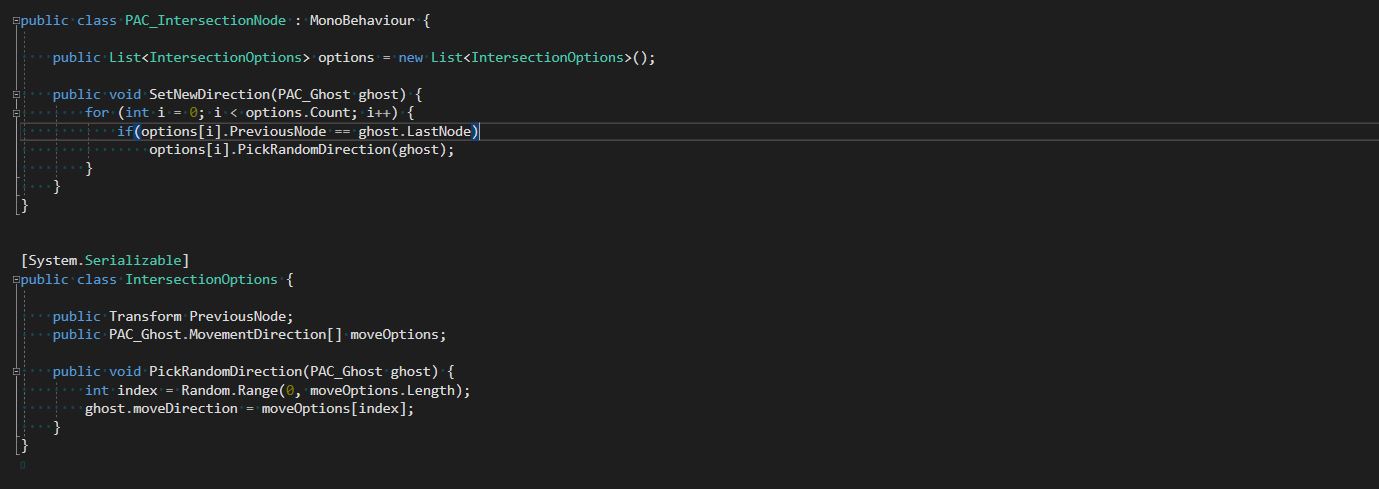 public class PAC_IntersectionNode : MonoBehaviour {
public List<IntersectionOptions> options = new List<IntersectionOptions>();
public void SetNewDirection(PAC_Ghost ghost) {
for (int i = 0; i < options.Count; i++) {
if(options[i].PreviousNode == ghost.LastNode)
options[i].PickRandomDirection(ghost);
}
}
}
[System.Serializable]
public class IntersectionOptions {
public Transform PreviousNode;
public PAC_Ghost.MovementDirection[] moveOptions;
public void PickRandomDirection(PAC_Ghost ghost) {
int index = Random.Range(0, moveOptions.Length);
ghost.moveDirection = moveOptions[index];
}
}